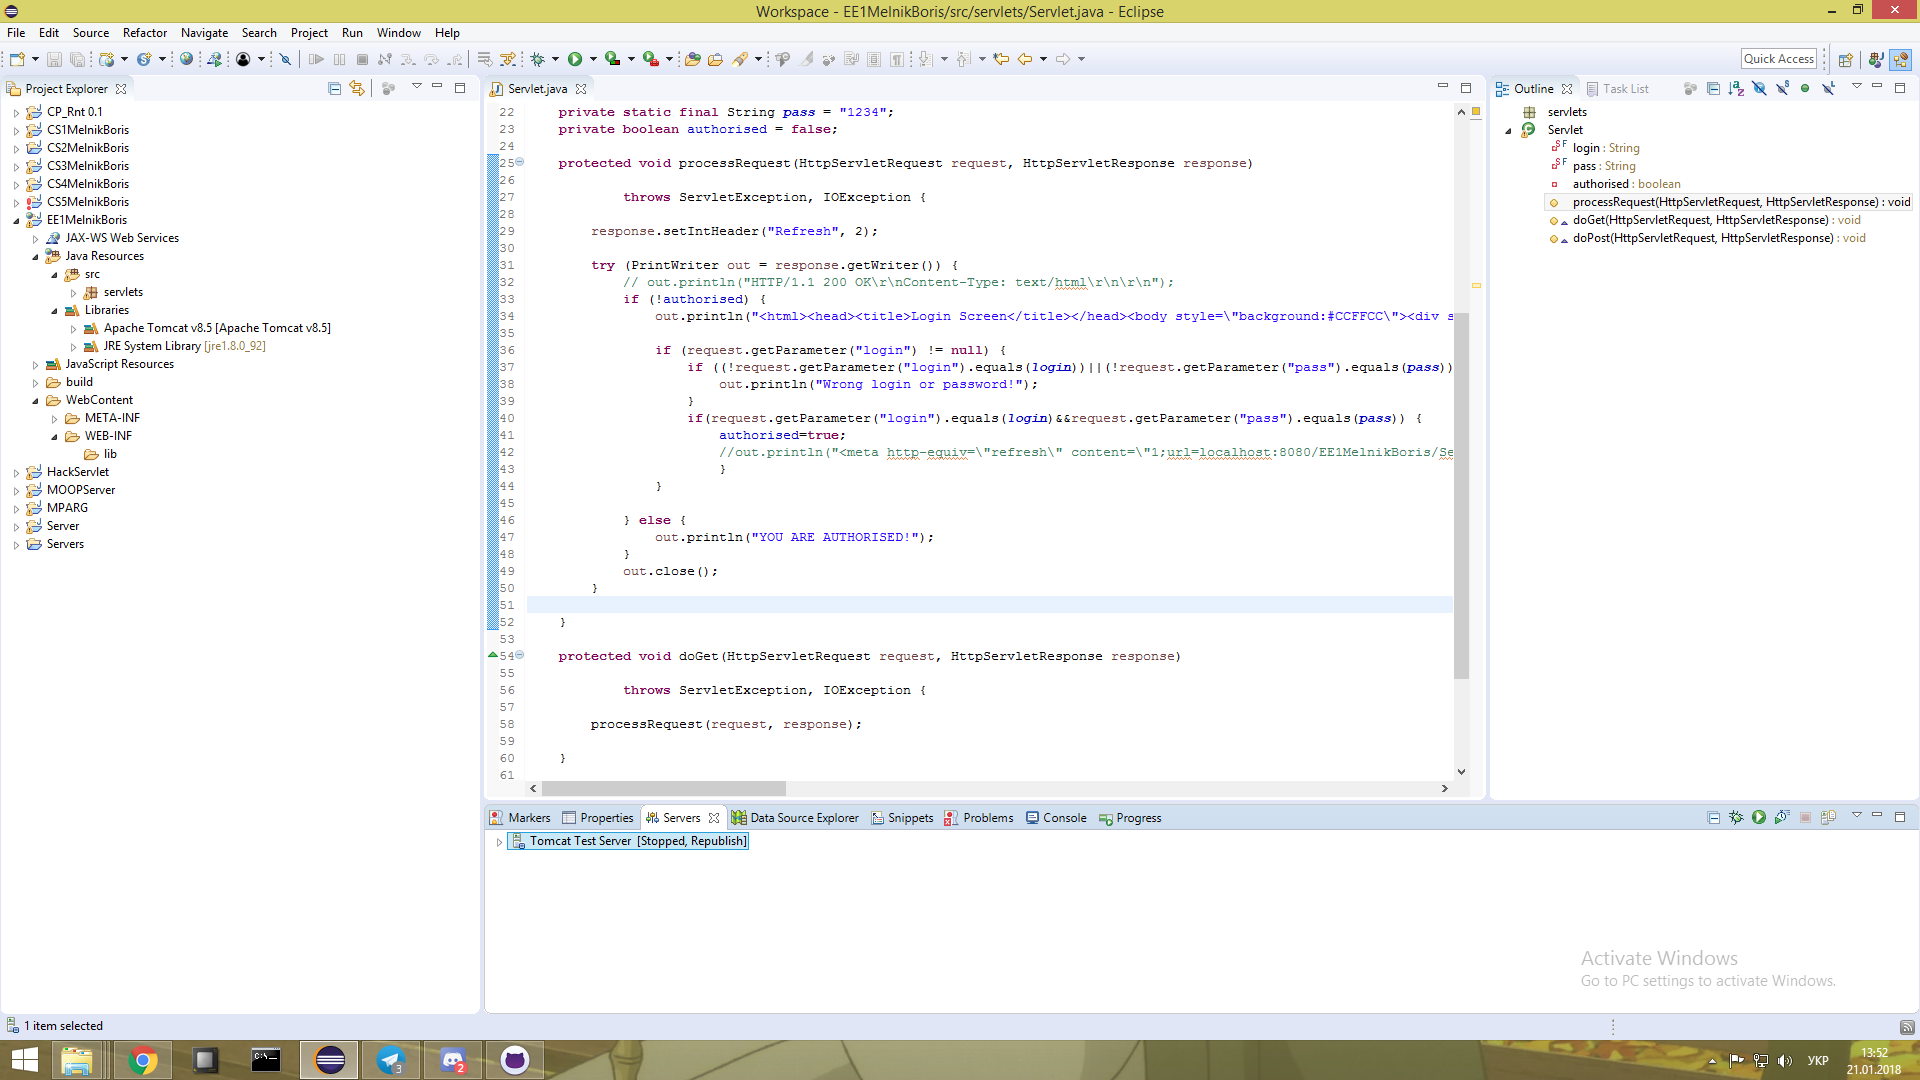 Workspace - EE1MelnikBoris/src/servlets/Servlet.java - Eclipse
File Edit Source Refactor Navigate Search Project Run Window Help
Quick Access
Project Explorer
CP_Rnt 0.1
CS1MelnikBoris
CS2MelnikBoris
CS3MelnikBoris
CS4MelnikBoris
CS5MelnikBoris
EE1MelnikBoris
JAX-WS Web Services
Java Resources
src
servlets
Libraries
Apache Tomcat v8.5 [Apache Tomcat v8.5]
JRE System Library [jre1.8.0_92]
JavaScript Resources
build
WebContent
META-INF
WEB-INF
lib
HackServlet
MOOPServer
MPARG
Server
Servers
Servlet.java
22 private static final String pass = "1234";
23 private boolean authorised = false;
24
25 protected void processRequest(HttpServletRequest request, HttpServletResponse response)
26
27 throws ServletException, IOException {
28
29 response.setIntHeader("Refresh", 2);
30
31 try (PrintWriter out = response.getWriter()) {
32 // out.println("HTTP/1.1 200 OK\r\nContent-Type: text/html\r\n\r\n");
33 if (!authorised) {
34 out.println("<html><head><title>Login Screen</title></head><body style=\"background:#CCFFCC\"><div s
35
36 if (request.getParameter("login") != null) {
37 if ((!request.getParameter("login").equals(login))||(!request.getParameter("pass").equals(pass))
38 out.println("Wrong login or password!");
39 }
40 if(request.getParameter("login").equals(login)&&request.getParameter("pass").equals(pass)) {
41 authorised=true;
42 //out.println("<meta http-equiv=\"refresh\" content=\"1;url=localhost:8080/EE1MelnikBoris/Se
43 }
44 }
45
46 } else {
47 out.println("YOU ARE AUTHORISED!");
48 }
49 out.close();
50 }
51
52 }
53
54 protected void doGet(HttpServletRequest request, HttpServletResponse response)
55
56 throws ServletException, IOException {
57
58 processRequest(request, response);
59
60 }
61
Outline Task List
servlets
Servlet
login : String
pass : String
authorised : boolean
processRequest(HttpServletRequest, HttpServletResponse) : void
doGet(HttpServletRequest, HttpServletResponse) : void
doPost(HttpServletRequest, HttpServletResponse) : void
Markers Properties Servers Data Source Explorer Snippets Problems Console Progress
Tomcat Test Server [Stopped, Republish]
Activate Windows
Go to PC settings to activate Windows.
1 item selected
C:\_
3
2
УКР
13:52
21.01.2018